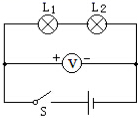 L₁ L₂
+ V −
S